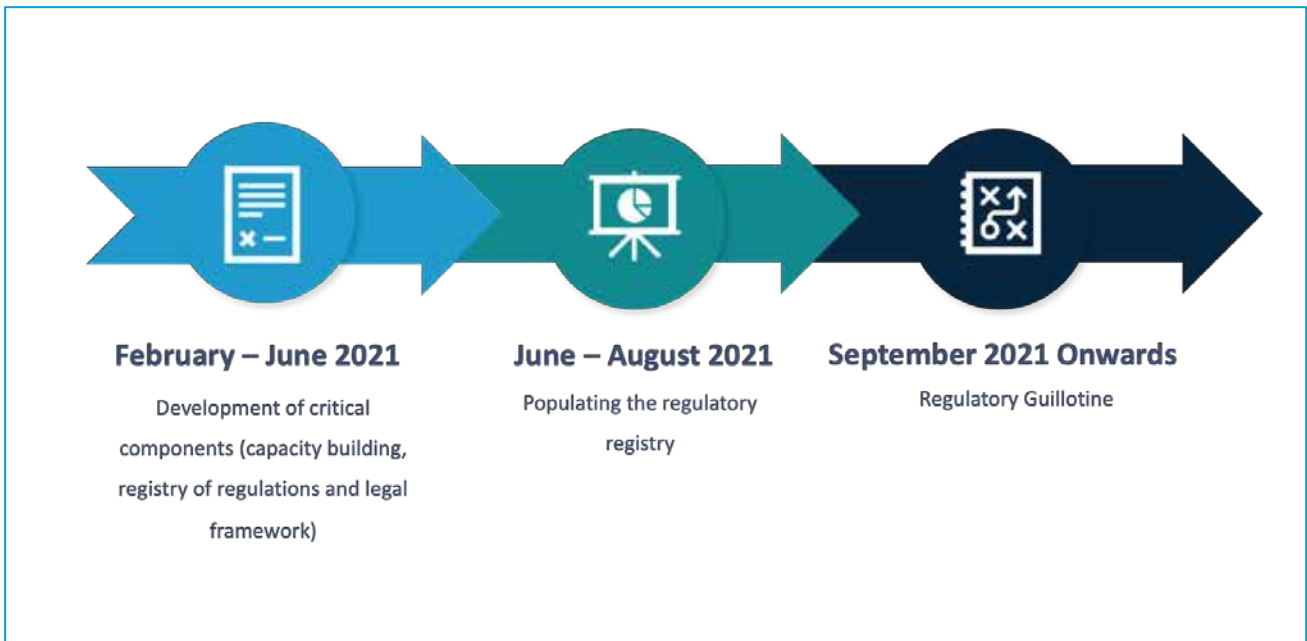 February – June 2021
Development of critical
components (capacity building,
registry of regulations and legal
framework)
June – August 2021
Populating the regulatory
registry
September 2021 Onwards
Regulatory Guillotine